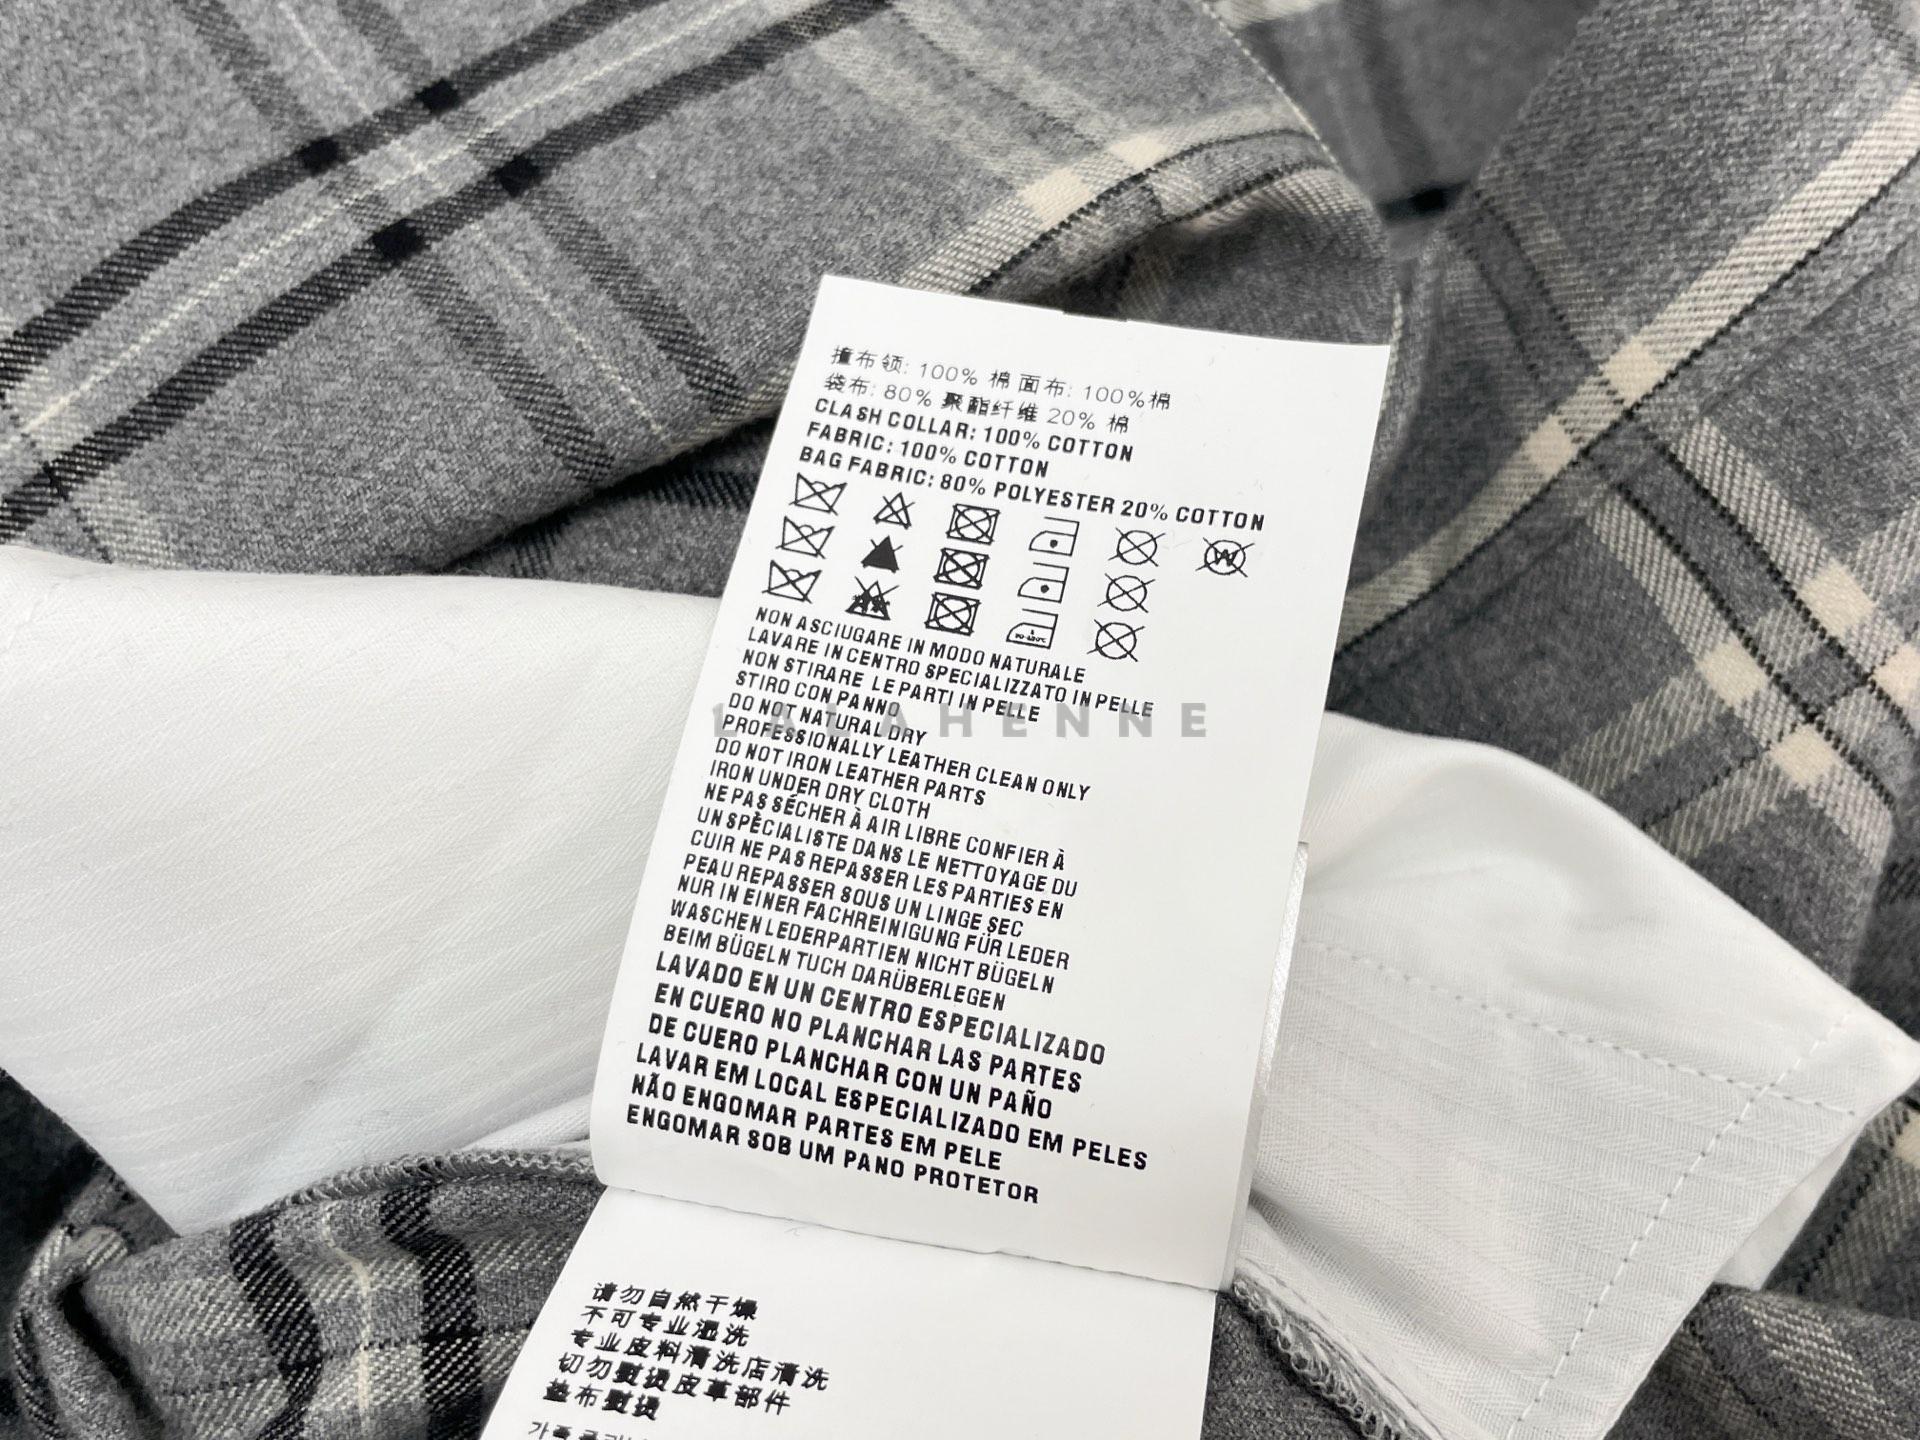 撞布领: 100% 棉 面布: 100%棉
袋布: 80% 聚酯纤维 20% 棉
CLASH COLLAR: 100% COTTON
FABRIC: 100% COTTON
BAG FABRIC: 80% POLYESTER 20% COTTON
W
NON ASCIUGARE IN MODO NATURALE
LAVARE IN CENTRO SPECIALIZZATO IN PELLE
NON STIRARE LE PARTI IN PELLE
STIRO CON PANNO
LALAHENNE
DO NOT NATURAL DRY
PROFESSIONALLY LEATHER CLEAN ONLY
DO NOT IRON LEATHER PARTS
IRON UNDER DRY CLOTH
NE PAS SÉCHER À AIR LIBRE CONFIER À
UN SPÈCIALISTE DANS LE NETTOYAGE DU
CUIR NE PAS REPASSER LES PARTIES EN
PEAU REPASSER SOUS UN LINGE SEC
NUR IN EINER FACHREINIGUNG FÜR LEDER
WASCHEN LEDERPARTIEN NICHT BÜGELN
BEIM BÜGELN TUCH DARÜBERLEGEN
LAVADO EN UN CENTRO ESPECIALIZADO
EN CUERO NO PLANCHAR LAS PARTES
DE CUERO PLANCHAR CON UN PAÑO
LAVAR EM LOCAL ESPECIALIZADO EM PELES
NÃO ENGOMAR PARTES EM PELE
ENGOMAR SOB UM PANO PROTETOR
请勿自然干燥
不可专业湿洗
专业皮料清洗店清洗
切勿熨烫皮革部件
垫布熨烫